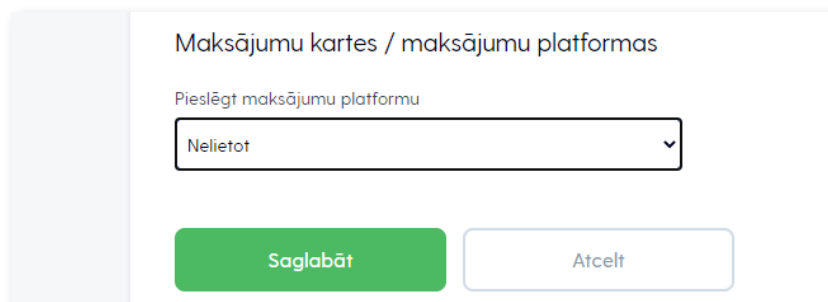 Maksājumu kartes / maksājumu platformas
Pieslēgt maksājumu platformu
Nelietot
Saglabāt
Atcelt